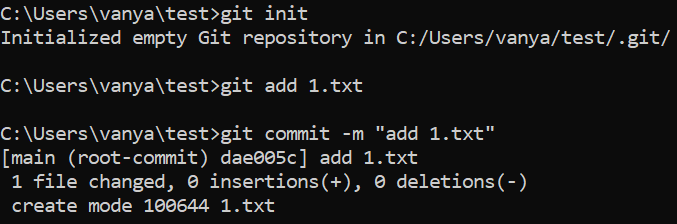 C:\Users\vanya\test>git init
Initialized empty Git repository in C:/Users/vanya/test/.git/
C:\Users\vanya\test>git add 1.txt
C:\Users\vanya\test>git commit -m "add 1.txt"
[main (root-commit) dae005c] add 1.txt
 1 file changed, 0 insertions(+), 0 deletions(-)
 create mode 100644 1.txt